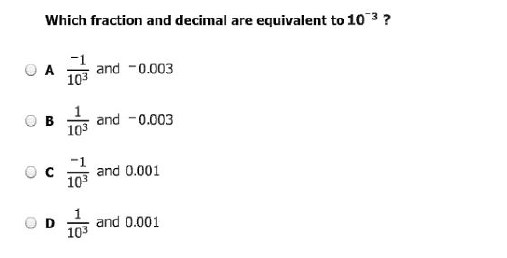 Which fraction and decimal are equivalent to 10⁻³ ?
A ⁻1/10³ and ⁻0.003
B 1/10³ and ⁻0.003
C ⁻1/10³ and 0.001
D 1/10³ and 0.001